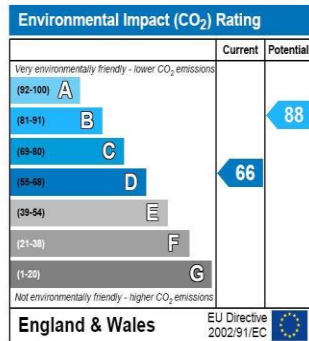 Environmental Impact (CO₂) Rating
Current Potential
Very environmentally friendly - lower CO₂ emissions
(92-100) A
(81-91) B
88
(69-80) C
(55-68) D
66
(39-54) E
(21-38) F
(1-20) G
Not environmentally friendly - higher CO₂ emissions
England & Wales
EU Directive
2002/91/EC